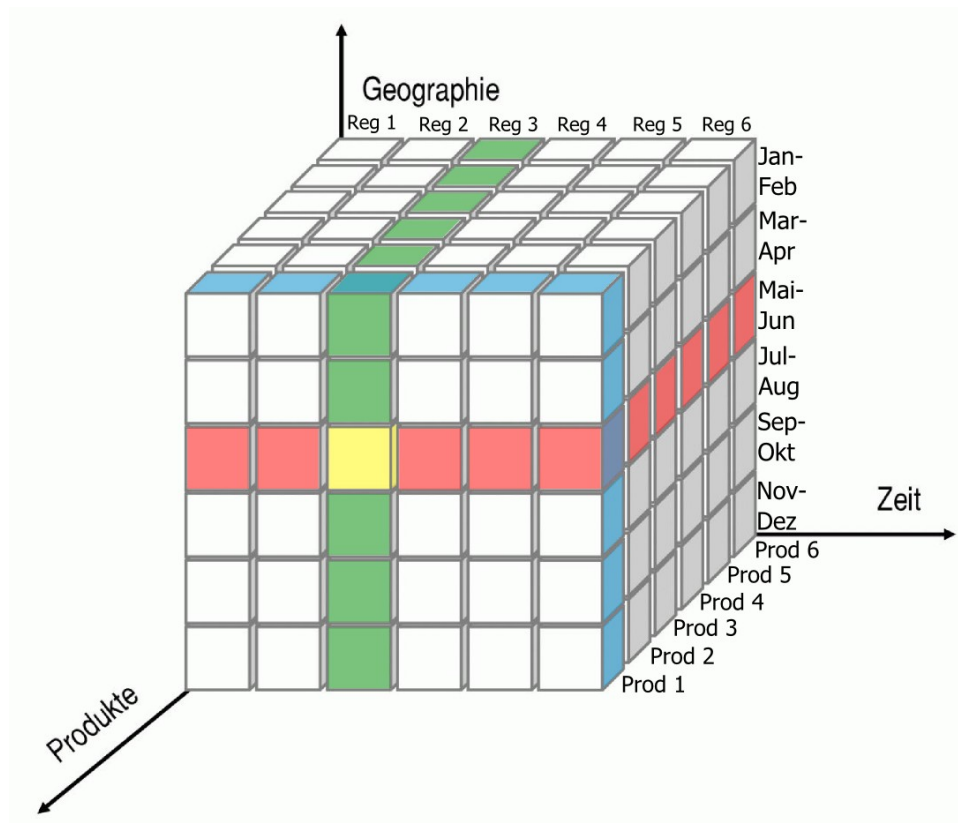 Geographie
Reg 1 Reg 2 Reg 3 Reg 4 Reg 5 Reg 6
Jan-
Feb
Mar-
Apr
Mai-
Jun
Jul-
Aug
Sep-
Okt
Nov-
Dez
Zeit
Prod 6
Prod 5
Prod 4
Prod 3
Prod 2
Prod 1
Produkte